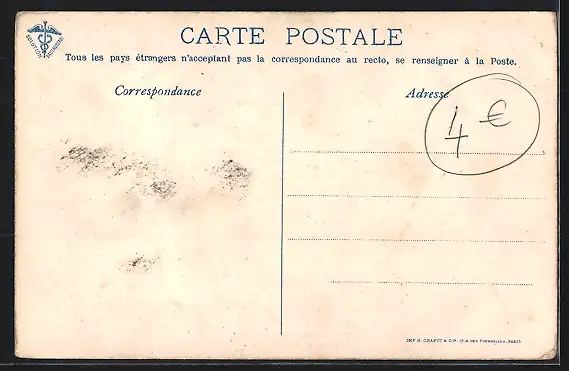 CARTE POSTALE
Tous les pays étrangers n'acceptant pas la correspondance au recto, se renseigner à la Poste.
Correspondance
Adresse
4 €
PARIS